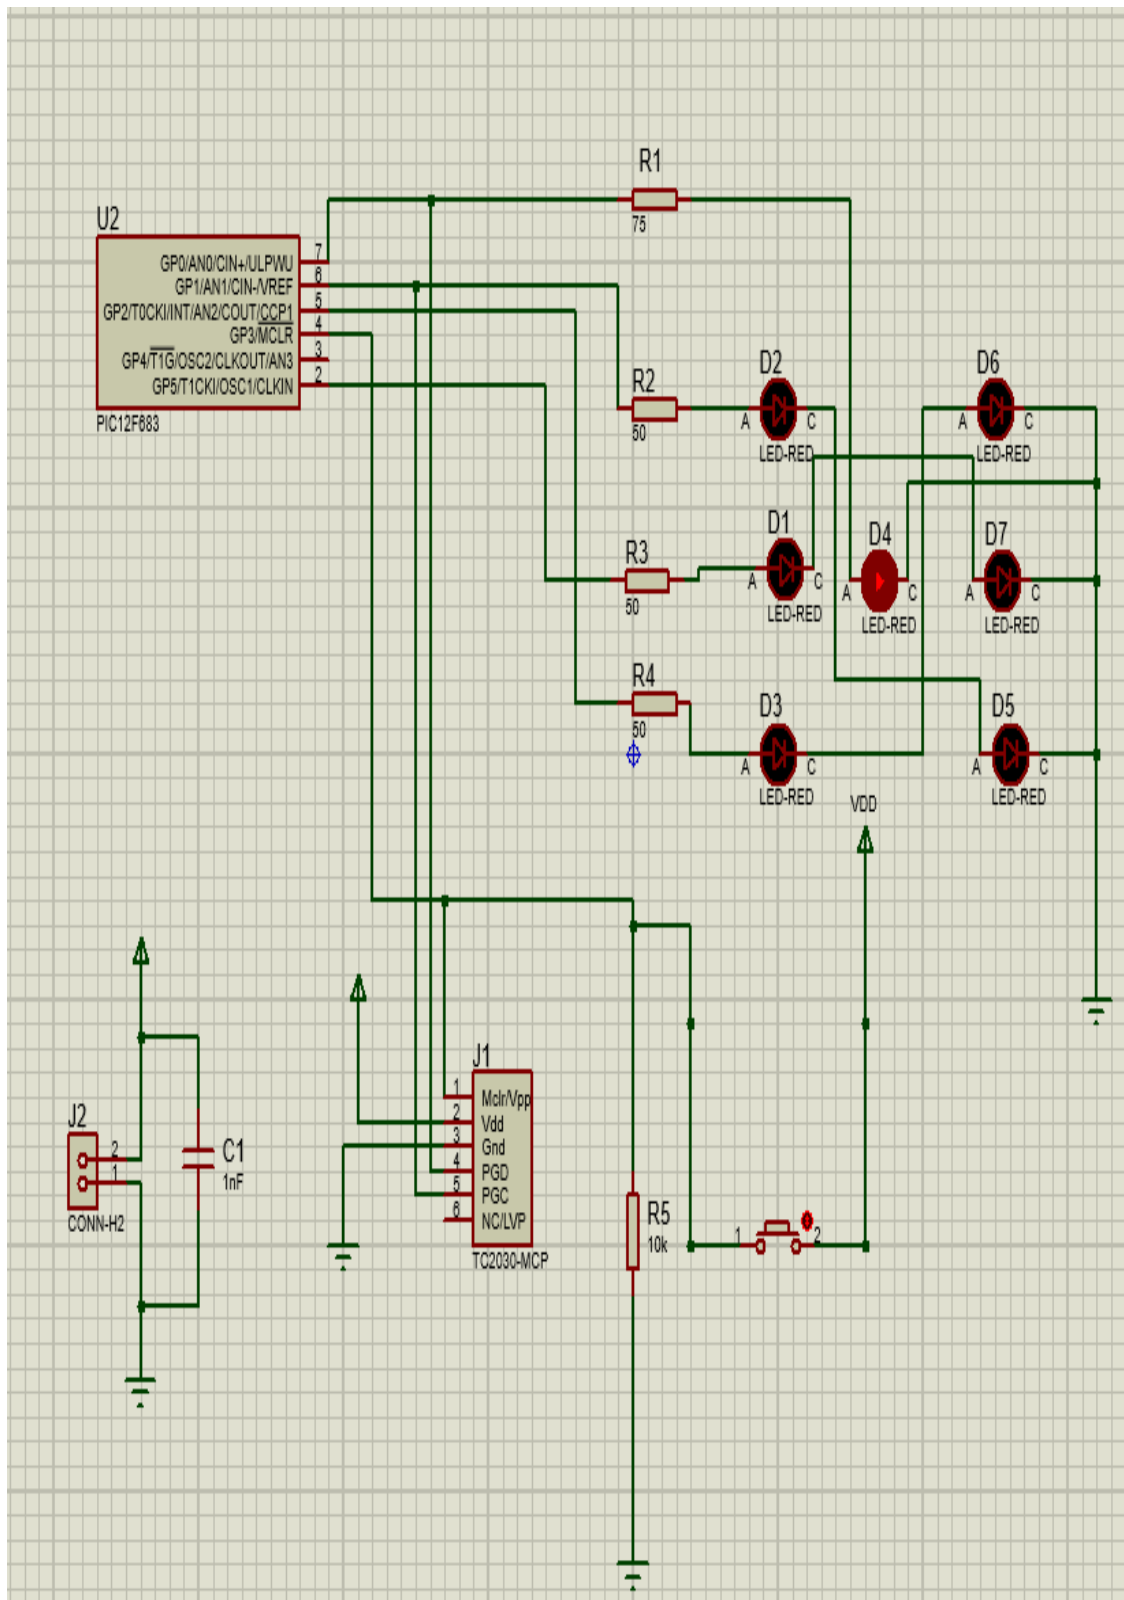 R1
75
U2
7
GP0/AN0/CIN+/ULPWU
6
GP1/AN1/CIN-/VREF
5
GP2/T0CKI/INT/AN2/COUT/CCP1
4
GP3/MCLR
3
GP4/T1G/OSC2/CLKOUT/AN3
2
GP5/T1CKI/OSC1/CLKIN
PIC12F683
R2
50
D2
A C
LED-RED
D6
A C
LED-RED
R3
50
D1
A C
LED-RED
D4
A C
LED-RED
D7
A C
LED-RED
R4
50
D3
A C
LED-RED
D5
A C
LED-RED
VDD
J1
1 Mclr/Vpp
2 Vdd
3 Gnd
4 PGD
5 PGC
6 NC/LVP
TC2030-MCP
J2
2
1
CONN-H2
C1
1nF
R5
10k
1 2